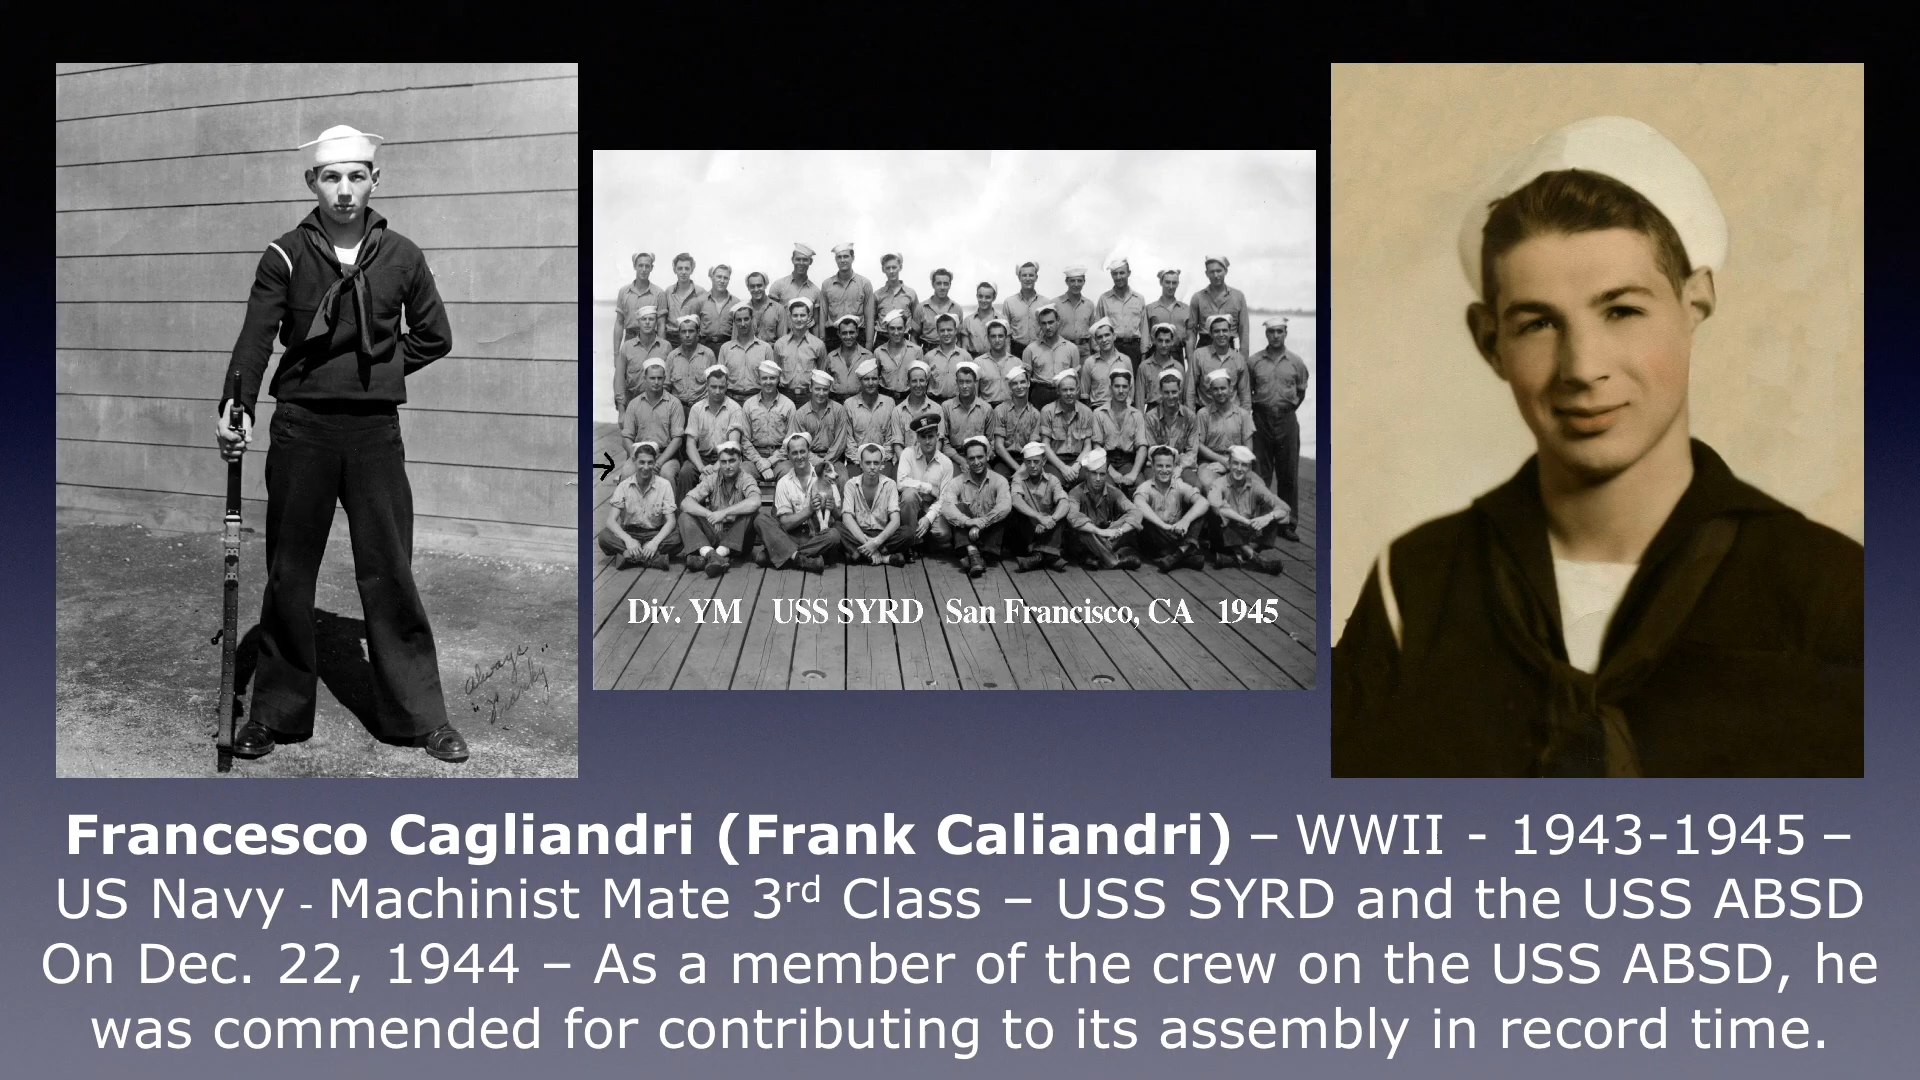 always
"Franky"
Div. YM USS SYRD San Francisco, CA 1945
Francesco Cagliandri (Frank Caliandri) – WWII - 1943-1945 –
US Navy - Machinist Mate 3rd Class – USS SYRD and the USS ABSD
On Dec. 22, 1944 – As a member of the crew on the USS ABSD, he
was commended for contributing to its assembly in record time.